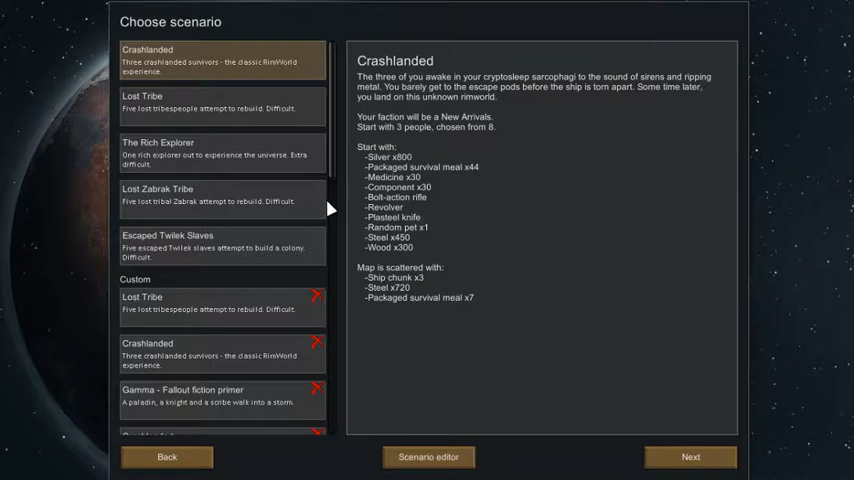 Choose scenario
Crashlanded
Three crashlanded survivors - the classic RimWorld
experience.
Lost Tribe
Five lost tribespeople attempt to rebuild. Difficult.
The Rich Explorer
One rich explorer out to experience the universe. Extra
difficult.
Lost Zabrak Tribe
Five lost tribal Zabrak attempt to rebuild. Difficult.
Escaped Twilek Slaves
Five escaped Twilek slaves attempt to build a colony.
Difficult.
Custom
Lost Tribe
Five lost tribespeople attempt to rebuild. Difficult.
Crashlanded
Three crashlanded survivors - the classic RimWorld
experience.
Gamma - Fallout fiction primer
A paladin, a knight and a scribe walk into a storm.
Crashlanded
The three of you awake in your cryptosleep sarcophagi to the sound of sirens and ripping
metal. You barely get to the escape pods before the ship is torn apart. Some time later,
you land on this unknown rimworld.
Your faction will be a New Arrivals.
Start with 3 people, chosen from 8.
Start with:
-Silver x800
-Packaged survival meal x44
-Medicine x30
-Component x30
-Bolt-action rifle
-Revolver
-Plasteel knife
-Random pet x1
-Steel x450
-Wood x300
Map is scattered with:
-Ship chunk x3
-Steel x720
-Packaged survival meal x7
Back
Scenario editor
Next